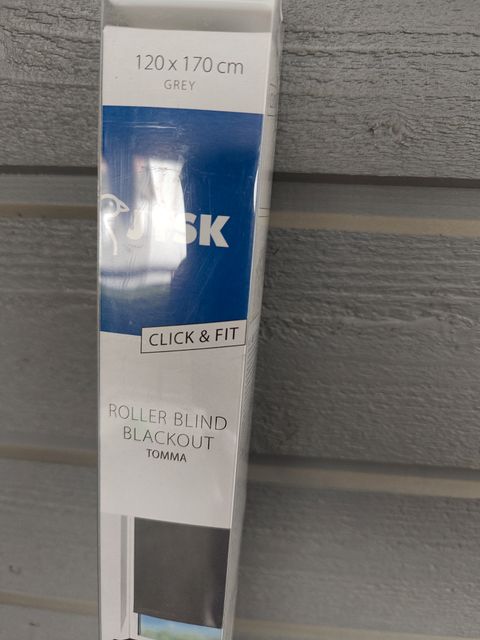 120 x 170 cm
GREY
JYSK
CLICK & FIT
ROLLER BLIND
BLACKOUT
TOMMA